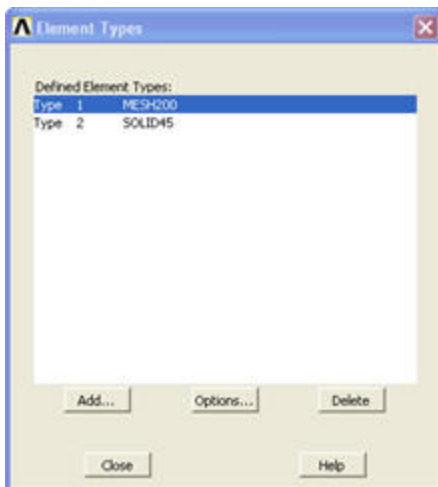 Element Types
Defined Element Types:
Type 1 MESH200
Type 2 SOLID45
Add... Options... Delete
Close Help